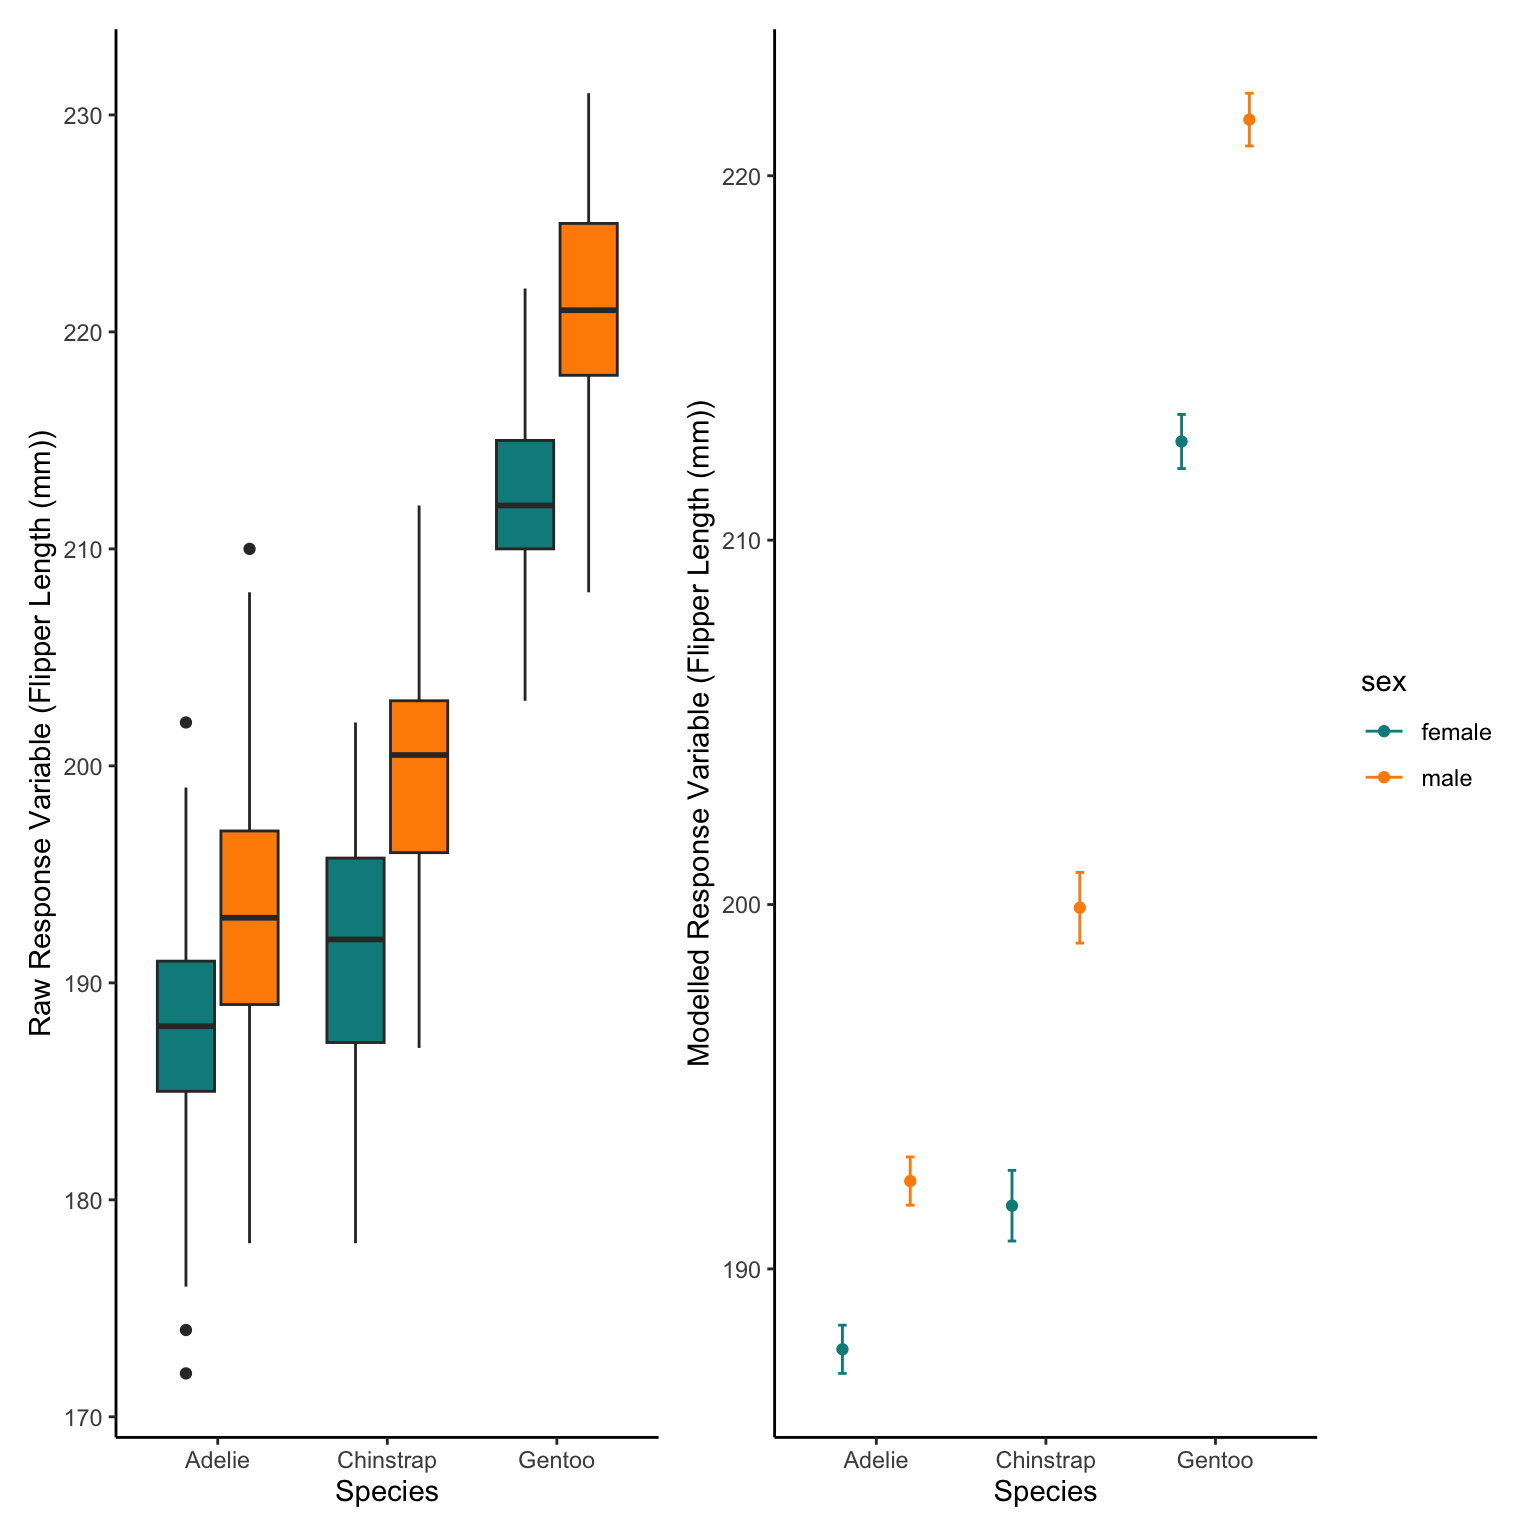 Raw Response Variable (Flipper Length (mm))
230
220
210
200
190
180
170
Adelie Chinstrap Gentoo
Species
Modelled Response Variable (Flipper Length (mm))
220
210
200
190
Adelie Chinstrap Gentoo
Species
sex
female
male